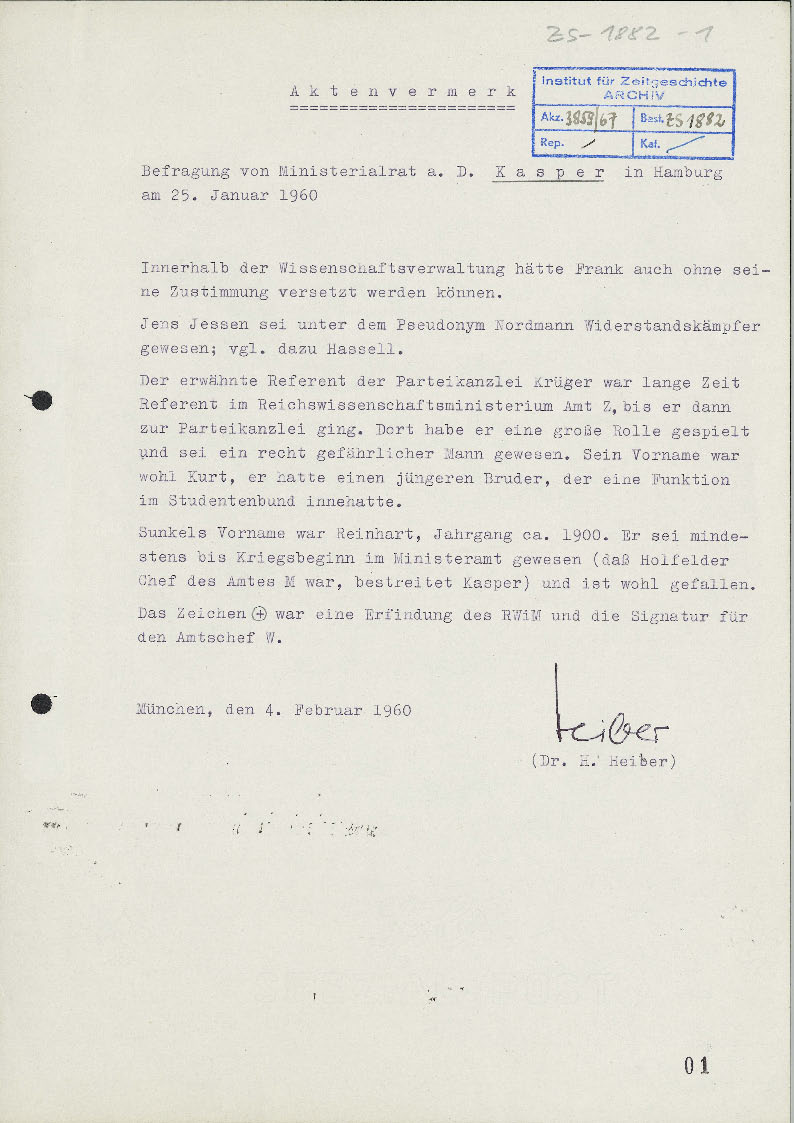 ZS-1882 -1
A k t e n v e r m e r k
=======================
Institut für Zeitgeschichte
ARCHIV
Akz. 3859/67 Best. ZS 1882
Rep. / Kat. /
Befragung von Ministerialrat a. D. K a s p e r in Hamburg
am 25. Januar 1960
Innerhalb der Wissenschaftsverwaltung hätte Frank auch ohne sei-
ne Zustimmung versetzt werden können.
Jens Jessen sei unter dem Pseudonym Nordmann Widerstandskämpfer
gewesen; vgl. dazu Hassell.
Der erwähnte Referent der Parteikanzlei Krüger war lange Zeit
Referent im Reichswissenschaftsministerium Amt Z, bis er dann
zur Parteikanzlei ging. Dort habe er eine große Rolle gespielt
und sei ein recht gefährlicher Mann gewesen. Sein Vorname war
wohl Kurt, er hatte einen jüngeren Bruder, der eine Funktion
im Studentenbund innehatte.
Sunkels Vorname war Reinhart, Jahrgang ca. 1900. Er sei minde-
stens bis Kriegsbeginn im Ministeramt gewesen (daß Holfelder
Chef des Amtes M war, bestreitet Kasper) und ist wohl gefallen.
Das Zeichen ⊕ war eine Erfindung des RWiM und die Signatur für
den Amtschef W.
München, den 4. Februar 1960
Heiber
(Dr. H. Heiber)
01